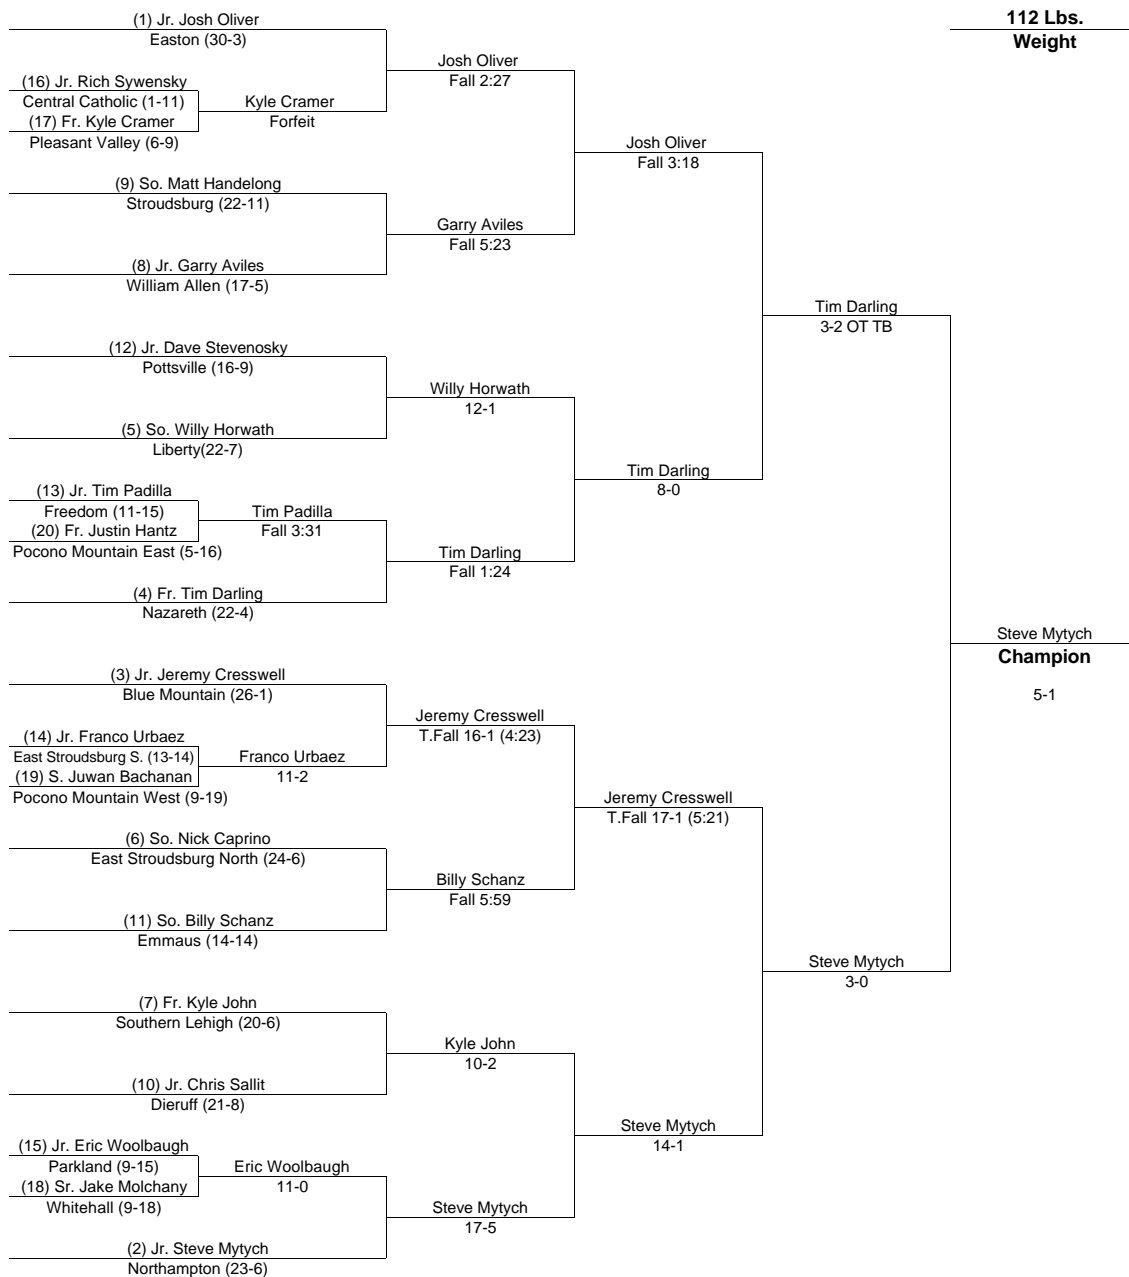 112 Lbs.
Weight
(1) Jr. Josh Oliver
Easton (30-3)
Josh Oliver
Fall 2:27
(16) Jr. Rich Sywensky
Central Catholic (1-11)
(17) Fr. Kyle Cramer
Pleasant Valley (6-9)
Kyle Cramer
Forfeit
Josh Oliver
Fall 3:18
(9) So. Matt Handelong
Stroudsburg (22-11)
Garry Aviles
Fall 5:23
(8) Jr. Garry Aviles
William Allen (17-5)
Tim Darling
3-2 OT TB
(12) Jr. Dave Stevenosky
Pottsville (16-9)
Willy Horwath
12-1
(5) So. Willy Horwath
Liberty(22-7)
Tim Darling
8-0
(13) Jr. Tim Padilla
Freedom (11-15)
(20) Fr. Justin Hantz
Pocono Mountain East (5-16)
Tim Padilla
Fall 3:31
Tim Darling
Fall 1:24
(4) Fr. Tim Darling
Nazareth (22-4)
Steve Mytych
Champion
5-1
(3) Jr. Jeremy Cresswell
Blue Mountain (26-1)
Jeremy Cresswell
T.Fall 16-1 (4:23)
(14) Jr. Franco Urbaez
East Stroudsburg S. (13-14)
(19) S. Juwan Bachanan
Pocono Mountain West (9-19)
Franco Urbaez
11-2
Jeremy Cresswell
T.Fall 17-1 (5:21)
(6) So. Nick Caprino
East Stroudsburg North (24-6)
Billy Schanz
Fall 5:59
(11) So. Billy Schanz
Emmaus (14-14)
Steve Mytych
3-0
(7) Fr. Kyle John
Southern Lehigh (20-6)
Kyle John
10-2
(10) Jr. Chris Sallit
Dieruff (21-8)
Steve Mytych
14-1
(15) Jr. Eric Woolbaugh
Parkland (9-15)
(18) Sr. Jake Molchany
Whitehall (9-18)
Eric Woolbaugh
11-0
Steve Mytych
17-5
(2) Jr. Steve Mytych
Northampton (23-6)